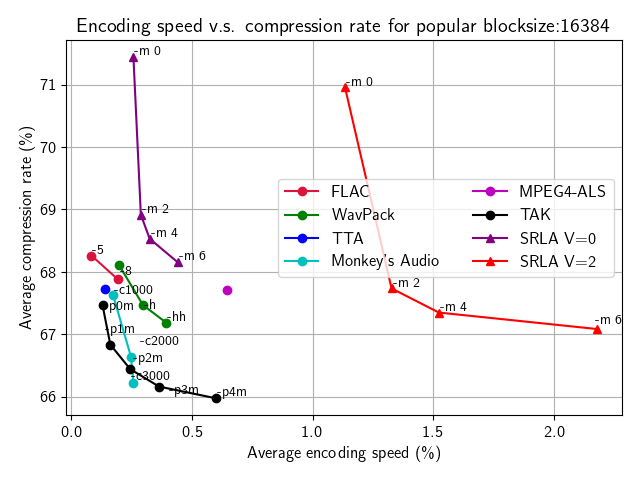 Encoding speed v.s. compression rate for popular blocksize:16384
Average compression rate (%)
71
70
69
68
67
66
-m 0
-m 2
-m 4
-m 6
-m 0
-m 2
-m 4
-m 6
FLAC
WavPack
TTA
Monkey's Audio
MPEG4-ALS
TAK
SRLA V=0
SRLA V=2
-5
-8
-c1000
-p0m
-h
-hh
-p1m
-c2000
-p2m
-c3000
-p3m
-p4m
0.0
0.5
1.0
1.5
2.0
Average encoding speed (%)